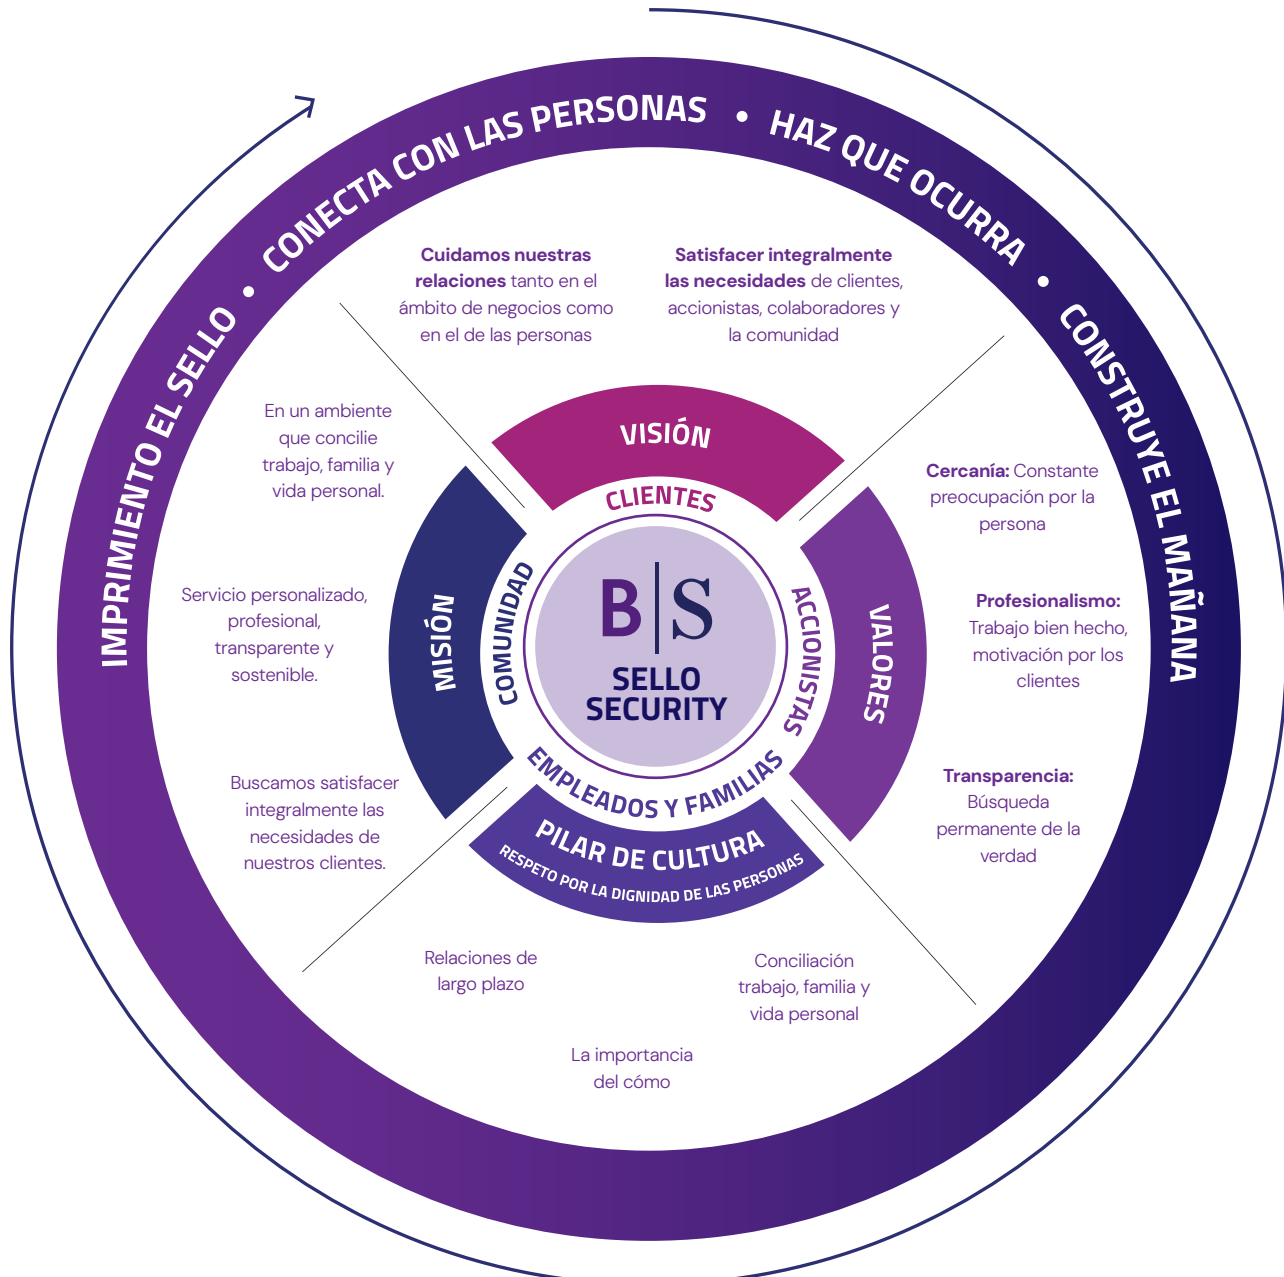 IMPRIMIENTO EL SELLO • CONECTA CON LAS PERSONAS • HAZ QUE OCURRA • CONSTRUYE EL MAÑANA
Cuidamos nuestras
relaciones tanto en el
ámbito de negocios como
en el de las personas
Satisfacer integralmente
las necesidades de clientes,
accionistas, colaboradores y
la comunidad
VISIÓN
CLIENTES
Cercanía: Constante
preocupación por la
persona
Profesionalismo:
Trabajo bien hecho,
motivación por los
clientes
Transparencia:
Búsqueda
permanente de la
verdad
VALORES
ACCIONISTAS
En un ambiente
que concilie
trabajo, familia y
vida personal.
Servicio personalizado,
profesional,
transparente y
sostenible.
Buscamos satisfacer
integralmente las
necesidades de
nuestros clientes.
MISIÓN
COMUNIDAD
B|S
SELLO
SECURITY
EMPLEADOS Y FAMILIAS
PILAR DE CULTURA
RESPETO POR LA DIGNIDAD DE LAS PERSONAS
Relaciones de
largo plazo
La importancia
del cómo
Conciliación
trabajo, familia y
vida personal